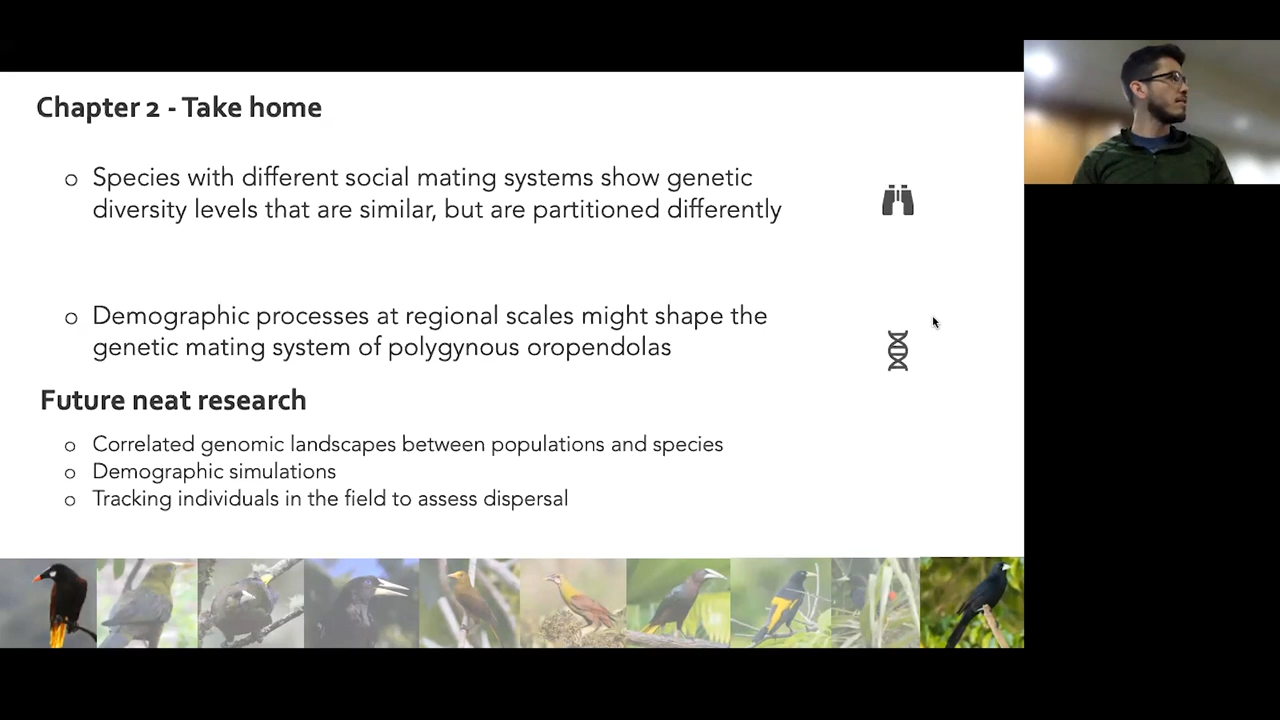 Chapter 2 - Take home
o Species with different social mating systems show genetic
diversity levels that are similar, but are partitioned differently
o Demographic processes at regional scales might shape the
genetic mating system of polygynous oropendolas
Future neat research
o Correlated genomic landscapes between populations and species
o Demographic simulations
o Tracking individuals in the field to assess dispersal